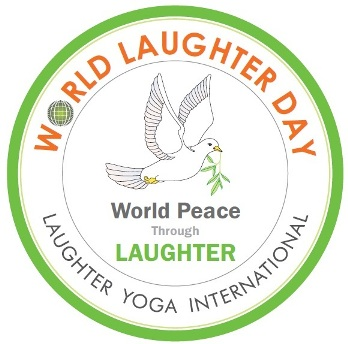 WORLD LAUGHTER DAY
World Peace
Through
LAUGHTER
LAUGHTER YOGA INTERNATIONAL